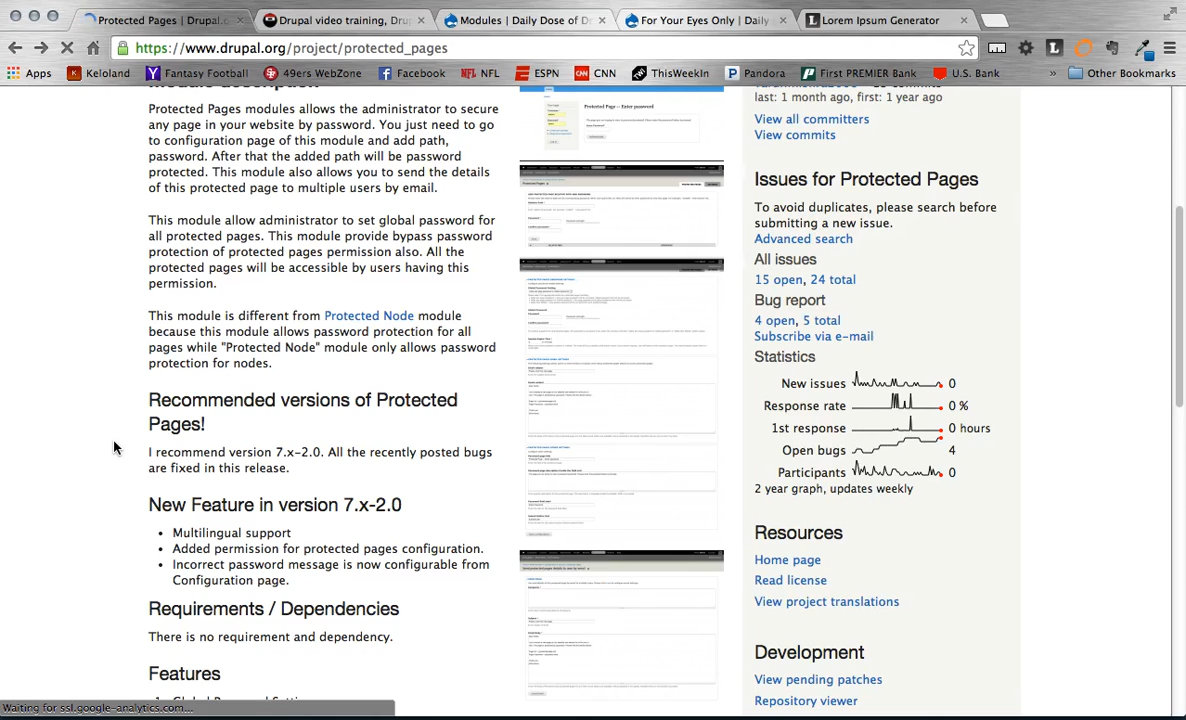 Protected Pages | Drupal.o
Drupal video training, Dru
Modules | Daily Dose of D
For Your Eyes Only | Daily
Lorem Ipsum Generator
https://www.drupal.org/project/protected_pages
Apps
Keloland
Fantasy Football
49ers WebZone
Facebook
NFL
ESPN
CNN
ThisWeekIn
Pandora
First PREMIER Bank
U.S. Bank
»
Other Bookmarks
Protected Pages modules allows the administrator to secure
any page in your website by password. You just need to go
to configuration page of this module and add path,
password. After that the added path will be password
protected. This module also allows you to send the details
of this protected page to multiple users by email.
This module allow administrator to set global password for
all protected pages. This module provide bypass password
protection of protected pages permission also. All the
protected pages will be accessible by users having this
permission.
This module is different from Protected Node module
because this module allows password protection for all
pages while "Protected Node" module only allows password
protection for nodes.
Recommended versions of Protected
Pages!
I recommend version 7.x-2.0. All the recently posted bugs
are fixed in this release.
New Feature in version 7.x-2.0
• Multilingual support
• Added permission for protected pages configuration.
• Incorrect password message is now configurable from
Configuration page.
Requirements / Dependencies
There is no requirement and dependency.
Features
Waiting for ssl.google-analytics.com...
Protected Page -- Enter password
last: 1 month ago, first: 1 year ago
View all committers
View commits
Issues for Protected Pages
To avoid duplicates, please search before
submitting a new issue.
Advanced search
All issues
15 open, 24 total
Bug report
4 open, 5 total
Subscribe via e-mail
Statistics
New issues 0
Response rate 0 %
1st response 0 hours
Open bugs 4
Participants 0
2 year graph, updates weekly
Resources
Home page
Read license
View project translations
Development
View pending patches
Repository viewer